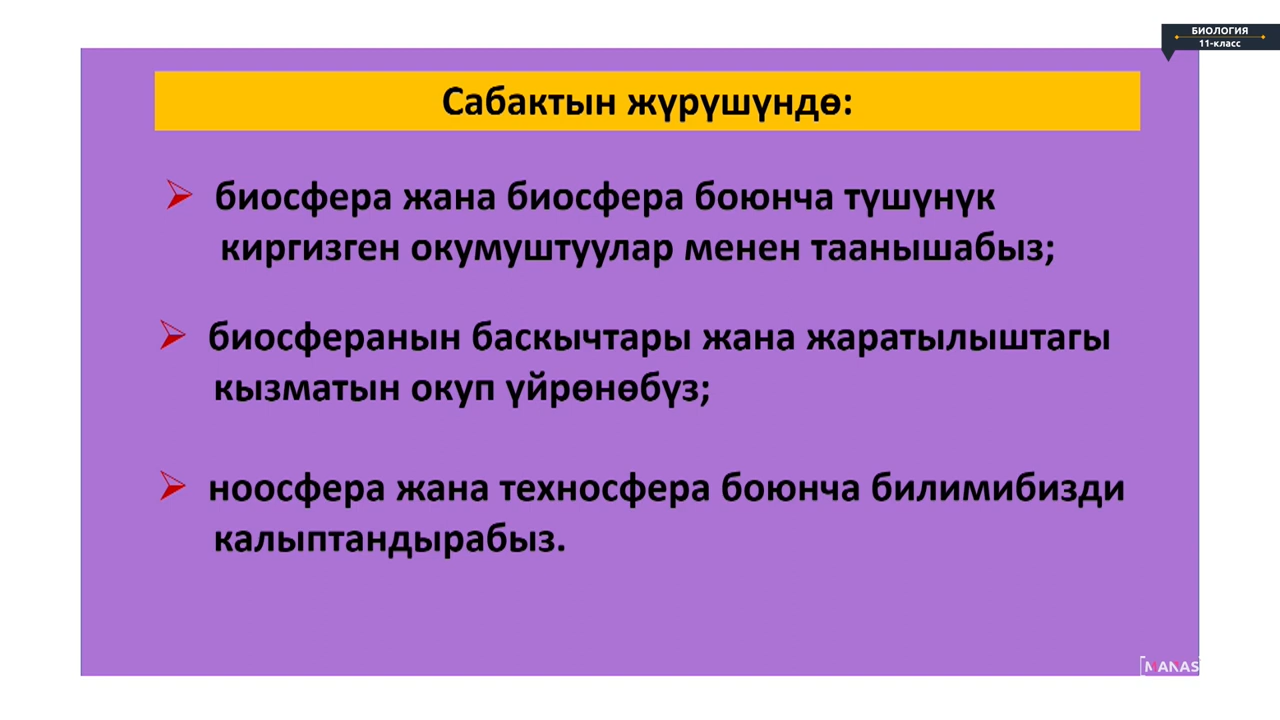 БИОЛОГИЯ
11-класс
Сабактын жүрүшүндө:
биосфера жана биосфера боюнча түшүнүк
киргизген окумуштуулар менен таанышабыз;
биосферанын баскычтары жана жаратылыштагы
кызматын окуп үйрөнөбүз;
ноосфера жана техносфера боюнча билимибизди
калыптандырабыз.
MANAS